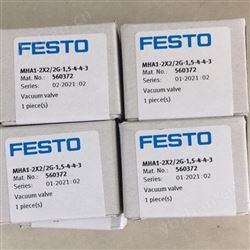 FESTO
MHA1-2X2/2G-1,5-4-4-3
Mat. No.: 560372
Series: 02-2021:02
Vacuum valve
1 piece(s)
FESTO
MHA1-2X2/2G-1,5-4-4-3
Mat. No.: 560372
Series: 01-2021:02
Vacuum valve
1 piece(s)
FESTO
MHA1-2X2/2G-1,5-4-4-3
Mat. No.: 560372
Series: 01-2021:02
Vacuum valve
1 piece(s)
FESTO
MHA1-2X2/2G-1,5-4-4-3
Mat. No.: 560372
Series: 01-2021:02
Vacuum valve
1 piece(s)